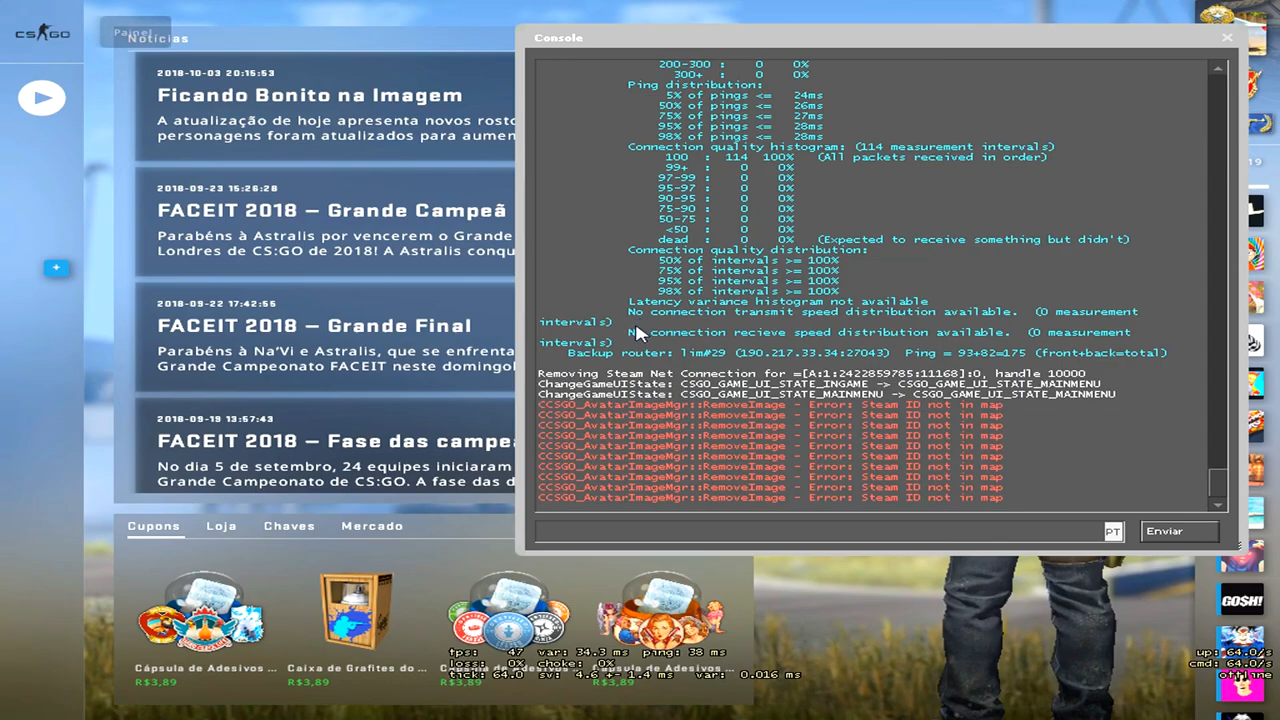 CS GO
Painel
Notícias
2018-10-03 20:15:53
Ficando Bonito na Imagem
A atualização de hoje apresenta novos rosto
personagens foram atualizados para aumen
2018-09-23 15:26:28
FACEIT 2018 – Grande Campeã
Parabéns à Astralis por vencerem o Grande
Londres de CS:GO de 2018! A Astralis conqu
2018-09-22 17:42:55
FACEIT 2018 – Grande Final
Parabéns à Na'Vi e Astralis, que se enfrenta
Grande Campeonato FACEIT neste doming
2018-09-19 13:57:43
FACEIT 2018 – Fase das campe
No dia 5 de setembro, 24 equipes iniciaram
Grande Campeonato de CS:GO. A fase das d
Console
200-300 : 0 0%
300+ : 0 0%
Ping distribution:
5% of pings <= 24ms
50% of pings <= 26ms
75% of pings <= 27ms
95% of pings <= 28ms
98% of pings <= 28ms
Connection quality histogram: (114 measurement intervals)
100 : 114 100% (All packets received in order)
99+ : 0 0%
97-99 : 0 0%
95-97 : 0 0%
90-95 : 0 0%
75-90 : 0 0%
50-75 : 0 0%
<50 : 0 0%
dead : 0 0% (Expected to receive something but didn't)
Connection quality distribution:
50% of intervals >= 100%
75% of intervals >= 100%
95% of intervals >= 100%
98% of intervals >= 100%
Latency variance histogram not available
No connection transmit speed distribution available. (0 measurement
intervals)
No connection recieve speed distribution available. (0 measurement
intervals)
Backup router: lim#29 (190.217.33.34:27043) Ping = 93+82=175 (front+back=total)
Removing Steam Net Connection for =[A:1:2422859785:11168]:0, handle 10000
ChangeGameUIState: CSGO_GAME_UI_STATE_INGAME -> CSGO_GAME_UI_STATE_MAINMENU
ChangeGameUIState: CSGO_GAME_UI_STATE_MAINMENU -> CSGO_GAME_UI_STATE_MAINMENU
CCSGO_AvatarImageMgr::RemoveImage - Error: Steam ID not in map
CCSGO_AvatarImageMgr::RemoveImage - Error: Steam ID not in map
CCSGO_AvatarImageMgr::RemoveImage - Error: Steam ID not in map
CCSGO_AvatarImageMgr::RemoveImage - Error: Steam ID not in map
CCSGO_AvatarImageMgr::RemoveImage - Error: Steam ID not in map
CCSGO_AvatarImageMgr::RemoveImage - Error: Steam ID not in map
CCSGO_AvatarImageMgr::RemoveImage - Error: Steam ID not in map
CCSGO_AvatarImageMgr::RemoveImage - Error: Steam ID not in map
CCSGO_AvatarImageMgr::RemoveImage - Error: Steam ID not in map
CCSGO_AvatarImageMgr::RemoveImage - Error: Steam ID not in map
PT
Enviar
19
GO$H!
Cupons Loja Chaves Mercado
Cápsula de Adesivos ... Caixa de Grafites do ... Cápsula de Adesivos ... Cápsula de Adesivos ...
R$3,89 R$3,89 R$3,89 R$3,89
fps: 47 var: 34.3 ms ping: 38 ms
loss: 0% choke: 0%
tick: 64.0 sv: 4.6 +- 1.4 ms var: 0.016 ms
up: 64.0/s
cmd: 64.0/s
offline